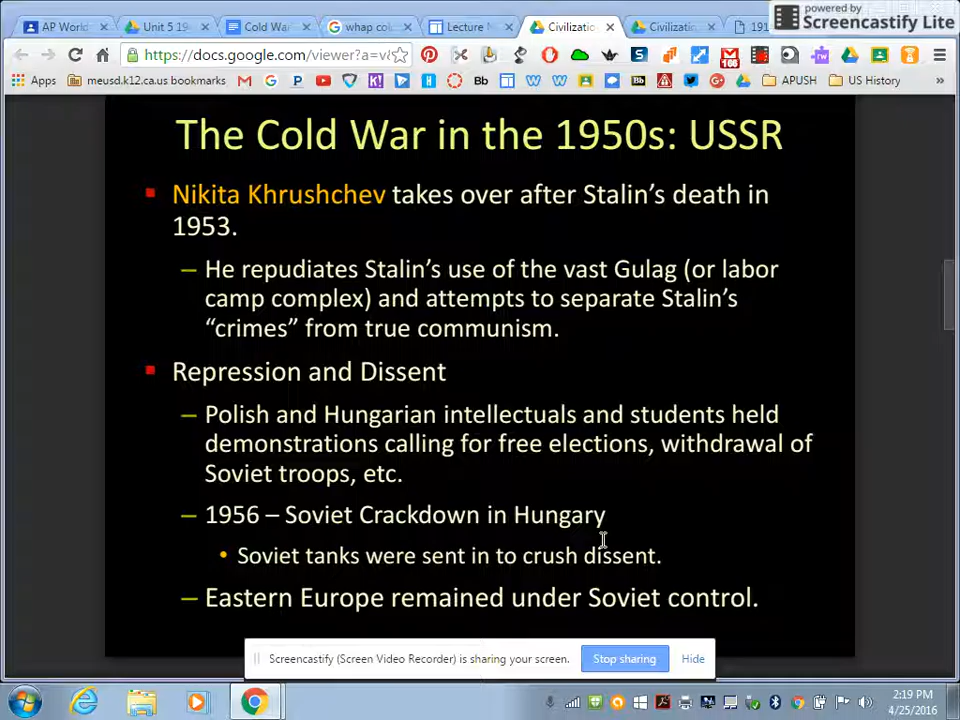 AP World
Unit 5 19
Cold War
whap col
Lecture N
Civilizatio
Civilizatio
191
powered by
Screencastify Lite
https://docs.google.com/viewer?a=v&
166
Apps
meusd.k12.ca.us bookmarks
Bb
APUSH
US History
»
The Cold War in the 1950s: USSR
Nikita Khrushchev takes over after Stalin's death in
1953.
– He repudiates Stalin's use of the vast Gulag (or labor
camp complex) and attempts to separate Stalin's
"crimes" from true communism.
Repression and Dissent
– Polish and Hungarian intellectuals and students held
demonstrations calling for free elections, withdrawal of
Soviet troops, etc.
– 1956 – Soviet Crackdown in Hungary
• Soviet tanks were sent in to crush dissent.
– Eastern Europe remained under Soviet control.
Screencastify (Screen Video Recorder) is sharing your screen.
Stop sharing
Hide
2:19 PM
4/25/2016